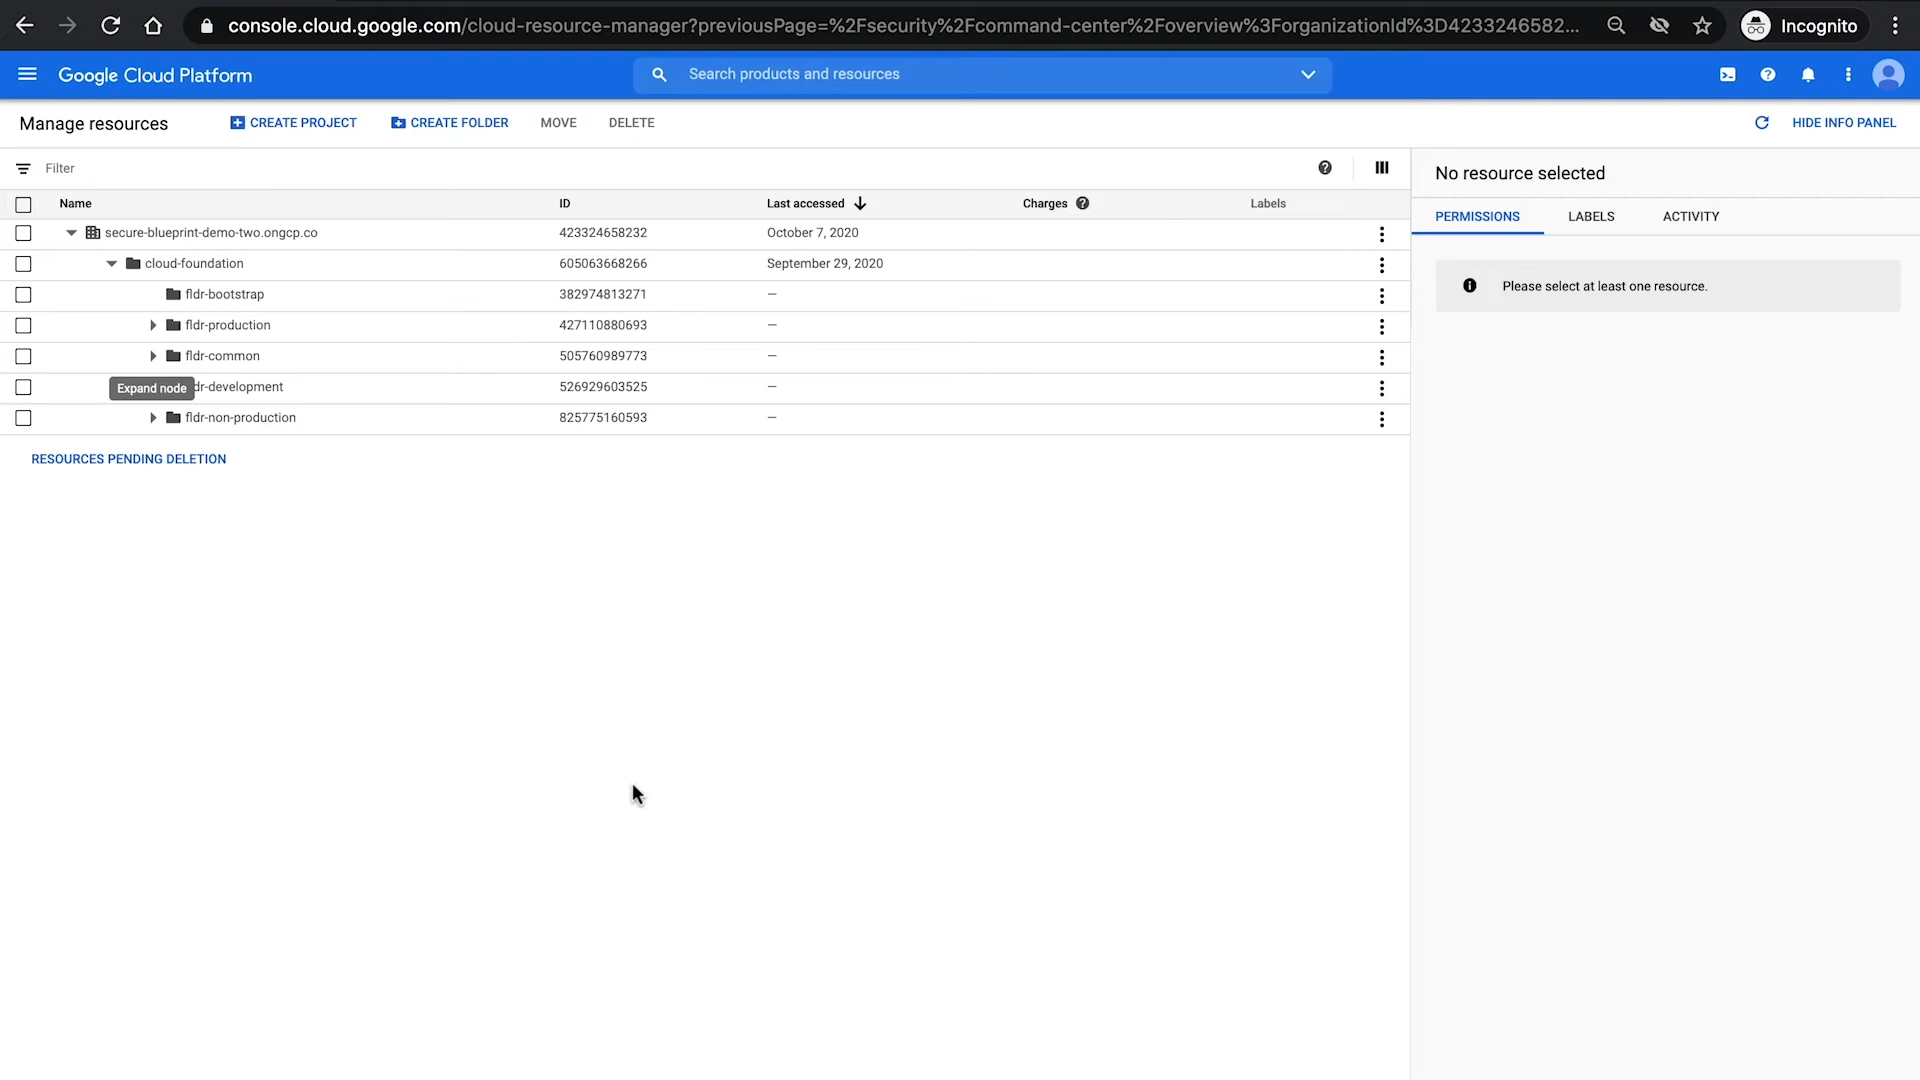 console.cloud.google.com/cloud-resource-manager?previousPage=%2Fsecurity%2Fcommand-center%2Foverview%3ForganizationId%3D4233246582... Incognito
Google Cloud Platform Search products and resources
Manage resources CREATE PROJECT CREATE FOLDER MOVE DELETE HIDE INFO PANEL
Filter
No resource selected
Name ID Last accessed Charges Labels
PERMISSIONS LABELS ACTIVITY
secure-blueprint-demo-two.ongcp.co 423324658232 October 7, 2020
cloud-foundation 605063668266 September 29, 2020
Please select at least one resource.
fldr-bootstrap 382974813271 —
fldr-production 427110880693 —
fldr-common 505760989773 —
Expand node dr-development 526929603525 —
fldr-non-production 825775160593 —
RESOURCES PENDING DELETION